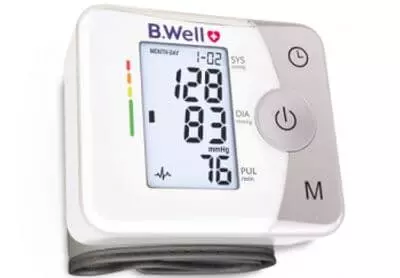 B.Well
MONTH-DAY
1-02
SYS
mmHg
128
83
DIA
mmHg
mmHg
76
PUL
/min
M